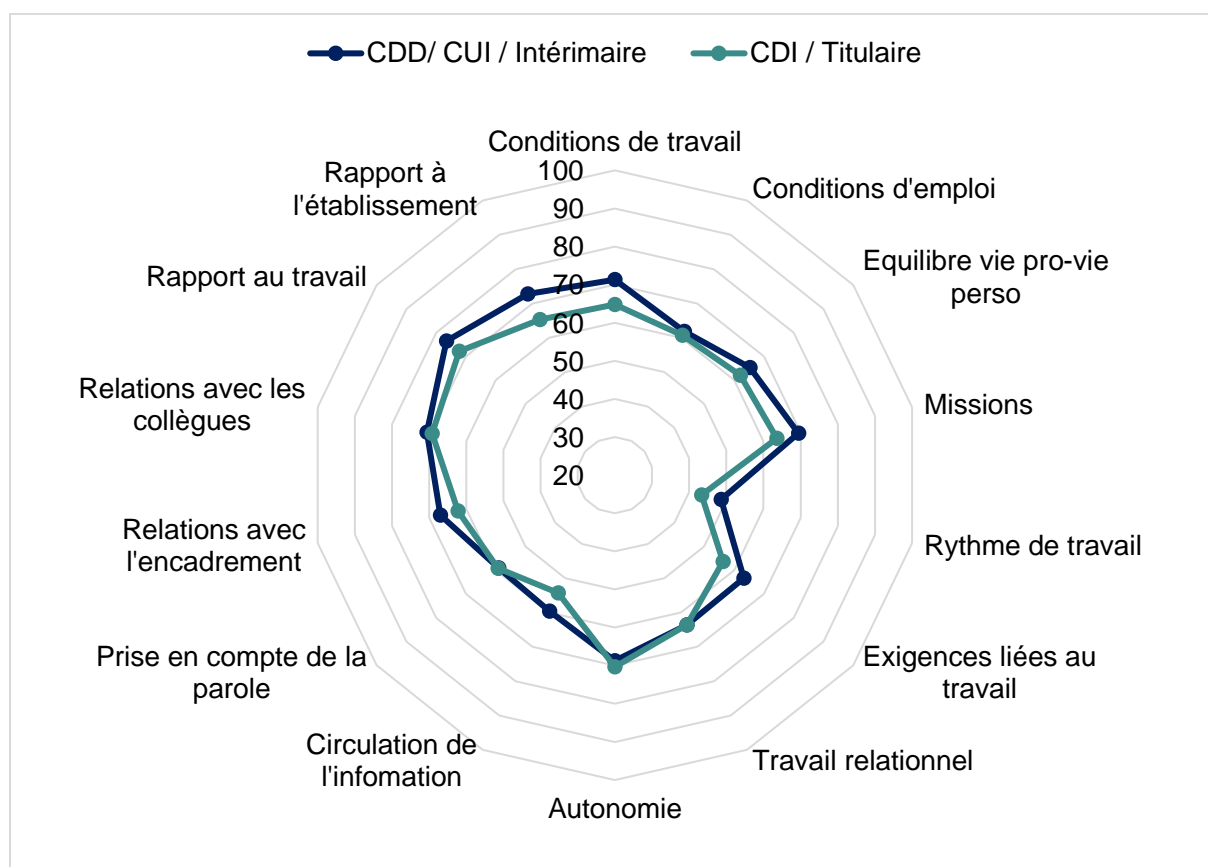 CDD/ CUI / Intérimaire
CDI / Titulaire
Conditions de travail
Conditions d'emploi
Equilibre vie pro-vie
perso
Missions
Rythme de travail
Exigences liées au
travail
Travail relationnel
Autonomie
Circulation de
l'infomation
Prise en compte de la
parole
Relations avec
l'encadrement
Relations avec les
collègues
Rapport au travail
Rapport à
l'établissement
100
90
80
70
60
50
40
30
20